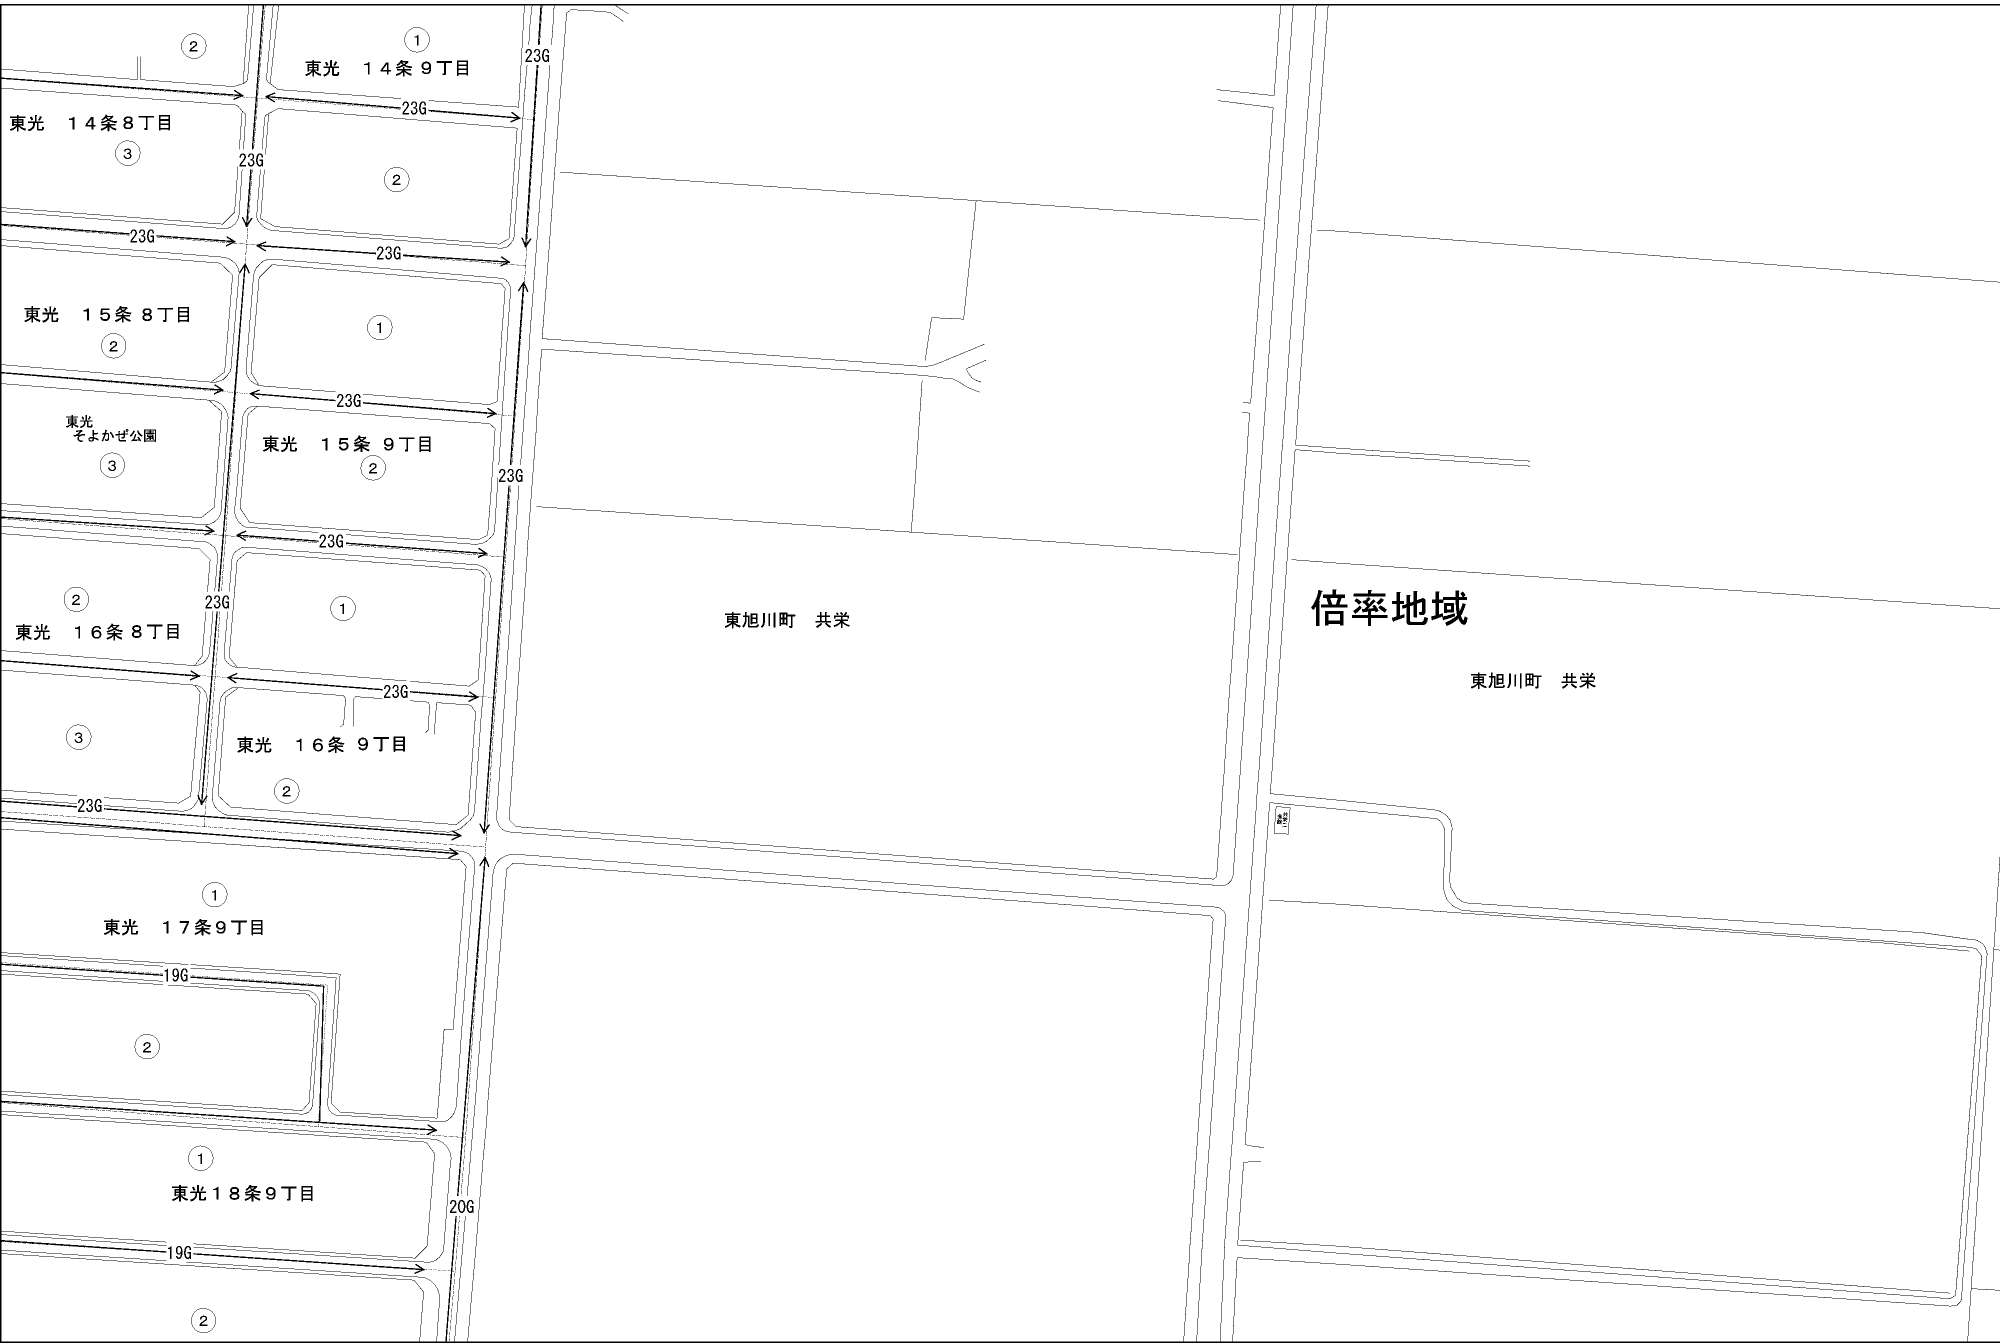 ②
①
東光　１４条９丁目
23G
23G
東光　１４条８丁目
③
23G
②
23G
23G
東光　１５条８丁目
②
①
23G
東光
そよかぜ公園
③
東光　１５条 ９丁目
②
23G
23G
②
23G
①
東光　１６条８丁目
東旭川町　共栄
倍率地域
東旭川町　共栄
23G
③
東光　１６条 ９丁目
②
23G
①
東光　１７条９丁目
19G
②
①
東光１８条９丁目
20G
19G
②